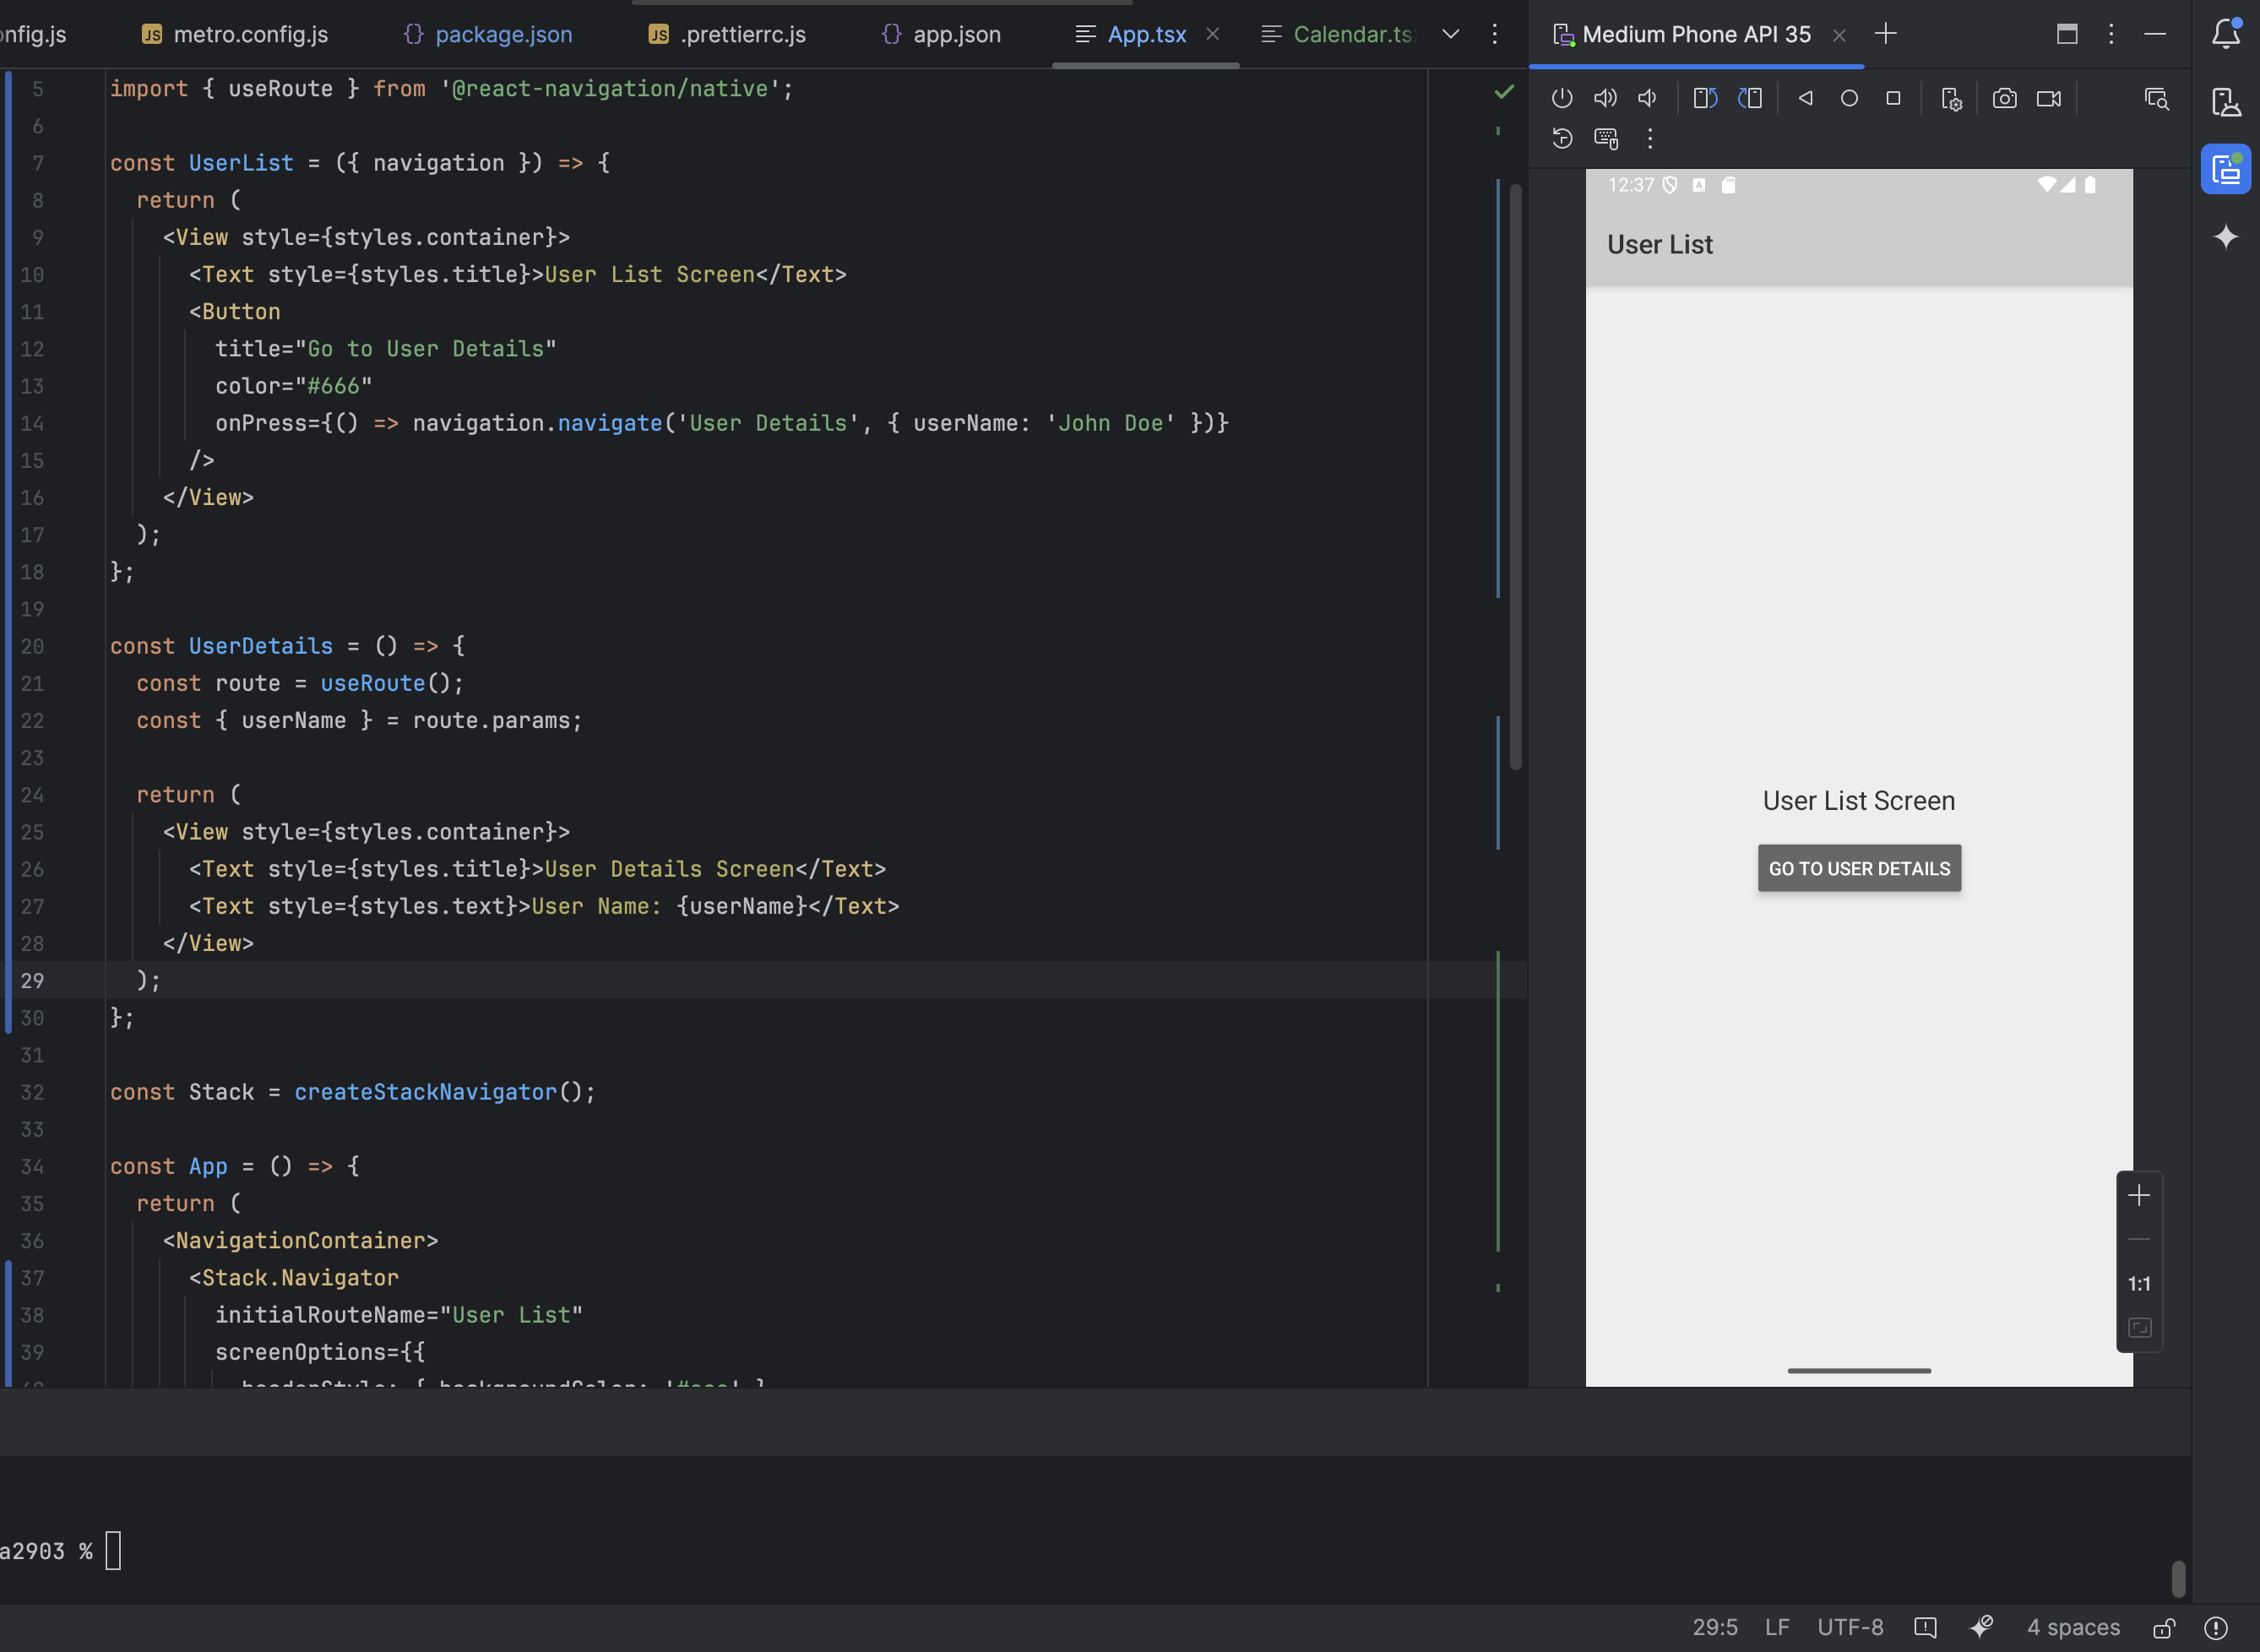 nfig.js
metro.config.js
package.json
.prettierrc.js
app.json
App.tsx
Calendar.ts
Medium Phone API 35
5 import { useRoute } from '@react-navigation/native';
6
7 const UserList = ({ navigation }) => {
8 return (
9 <View style={styles.container}>
10 <Text style={styles.title}>User List Screen</Text>
11 <Button
12 title="Go to User Details"
13 color="#666"
14 onPress={() => navigation.navigate('User Details', { userName: 'John Doe' })}
15 />
16 </View>
17 );
18 };
19
20 const UserDetails = () => {
21 const route = useRoute();
22 const { userName } = route.params;
23
24 return (
25 <View style={styles.container}>
26 <Text style={styles.title}>User Details Screen</Text>
27 <Text style={styles.text}>User Name: {userName}</Text>
28 </View>
29 );
30 };
31
32 const Stack = createStackNavigator();
33
34 const App = () => {
35 return (
36 <NavigationContainer>
37 <Stack.Navigator
38 initialRouteName="User List"
39 screenOptions={{
12:37
User List
User List Screen
GO TO USER DETAILS
1:1
a2903 %
29:5 LF UTF-8 4 spaces